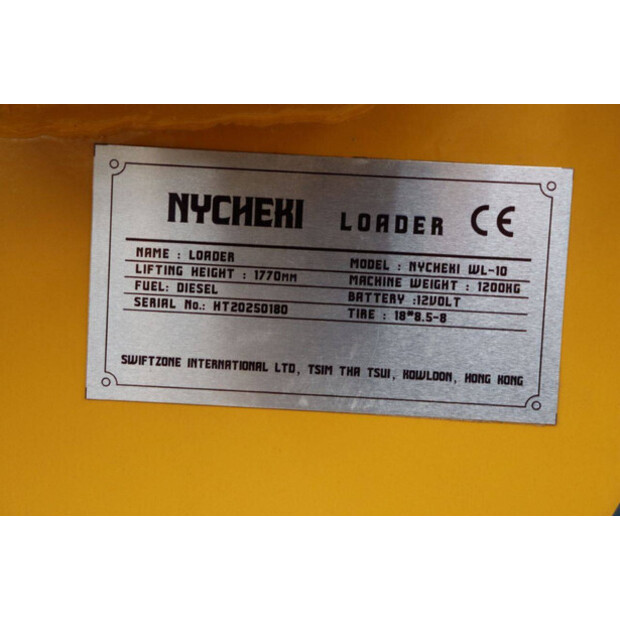 NYCHEKI LOADER CE
NAME : LOADER
MODEL : NYCHEKI WL-10
LIFTING HEIGHT : 1770MM
MACHINE WEIGHT : 1200KG
FUEL: DIESEL
BATTERY :12VOLT
SERIAL No.: HT20250180
TIRE : 18*8.5-8
SWIFTZONE INTERNATIONAL LTD, TSIM THA TSUI, KOWLOON, HONG KONG